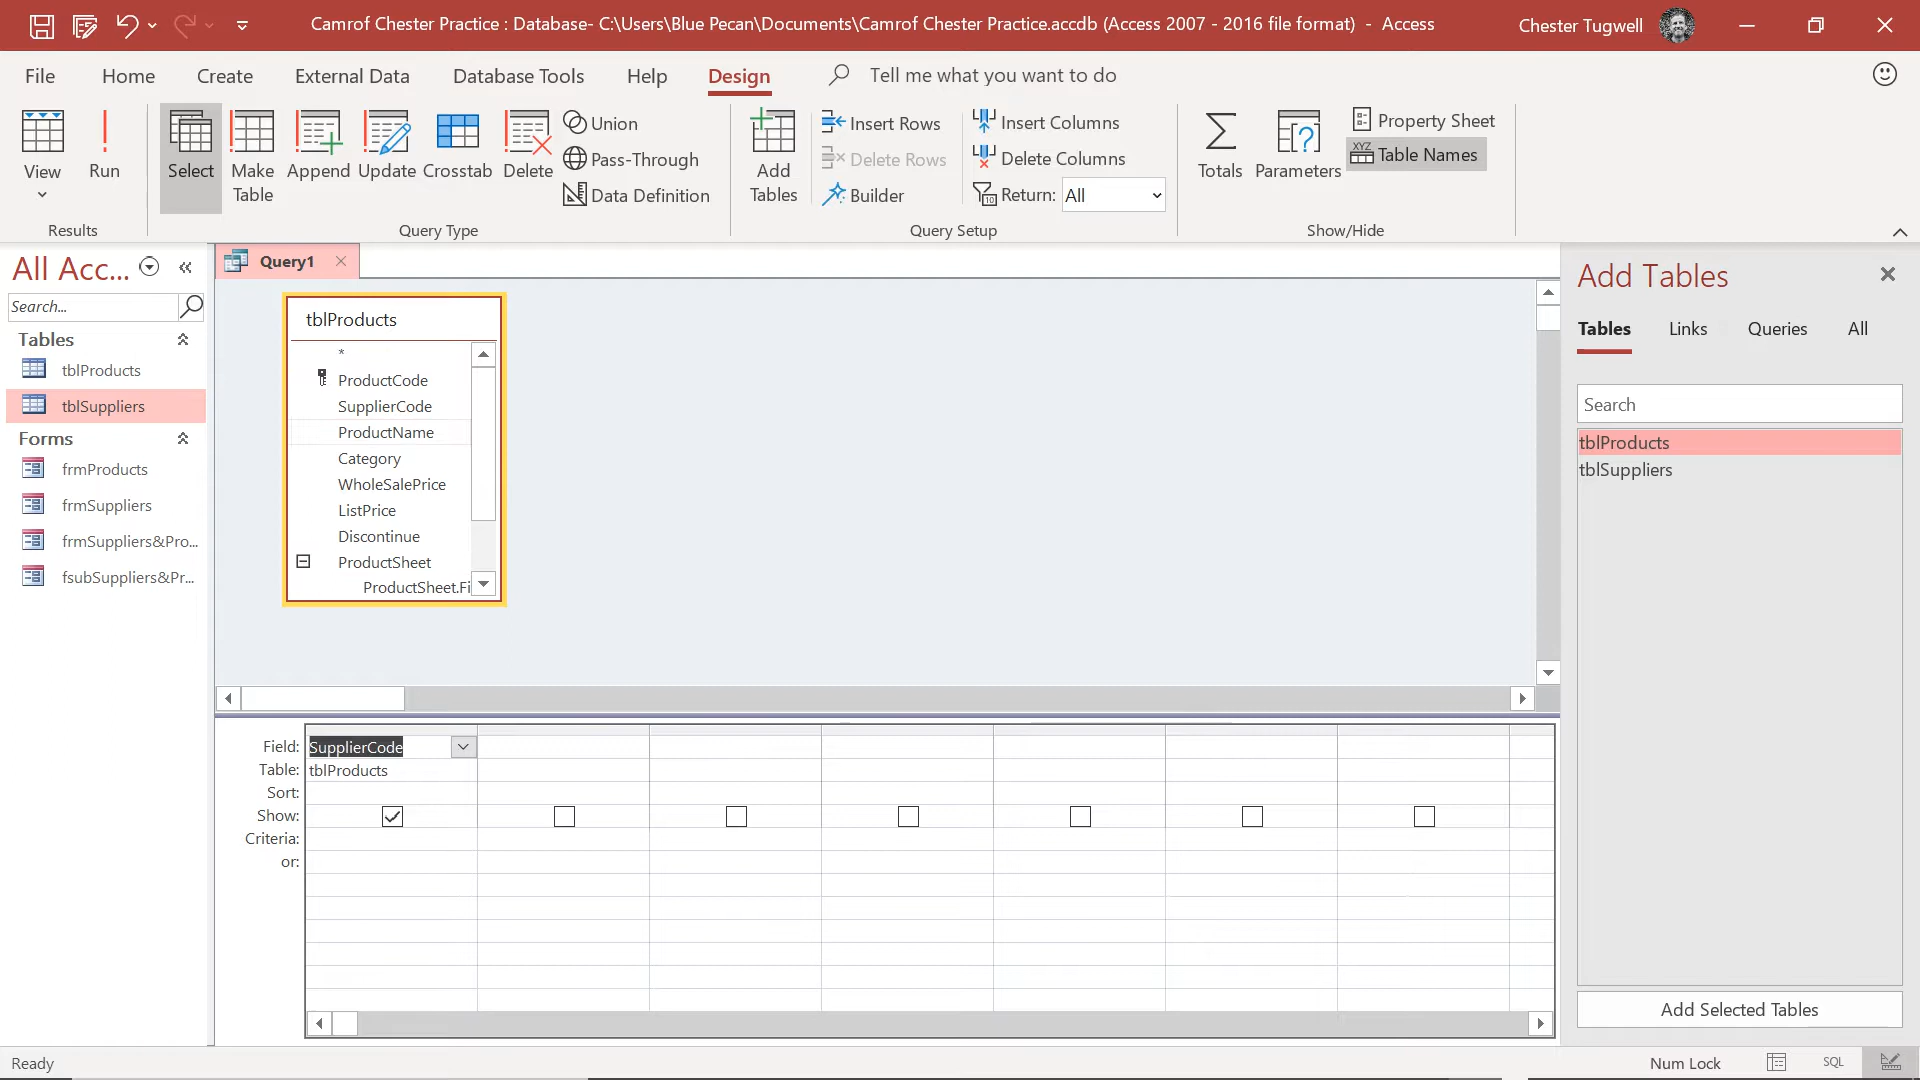 Camrof Chester Practice : Database- C:\Users\Blue Pecan\Documents\Camrof Chester Practice.accdb (Access 2007 - 2016 file format) - Access
Chester Tugwell
File Home Create External Data Database Tools Help Design Tell me what you want to do
View
Run
Select
Make Table
Append
Update
Crosstab
Delete
Union
Pass-Through
Data Definition
Add Tables
Insert Rows
Delete Rows
Builder
Insert Columns
Delete Columns
Return: All
Totals
Parameters
Property Sheet
XYZ Table Names
Results
Query Type
Query Setup
Show/Hide
All Acc...
Search...
Tables
tblProducts
tblSuppliers
Forms
frmProducts
frmSuppliers
frmSuppliers&Pro...
fsubSuppliers&Pr...
Query1
tblProducts
*
ProductCode
SupplierCode
ProductName
Category
WholeSalePrice
ListPrice
Discontinue
ProductSheet
ProductSheet.Fi
Field: SupplierCode
Table: tblProducts
Sort:
Show:
Criteria:
or:
Add Tables
Tables Links Queries All
Search
tblProducts
tblSuppliers
Add Selected Tables
Ready
Num Lock
SQL